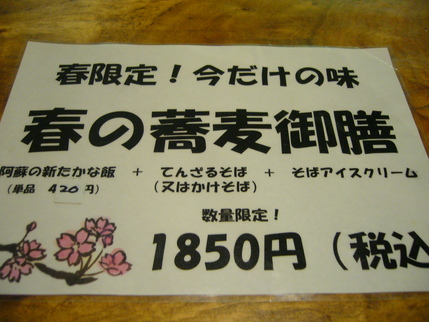 春限定！今だけの味
春の蕎麦御膳
阿蘇の新たかな飯 + てんざるそば + そばアイスクリーム
(単品 420円) (又はかけそば)
数量限定！
1850円(税込